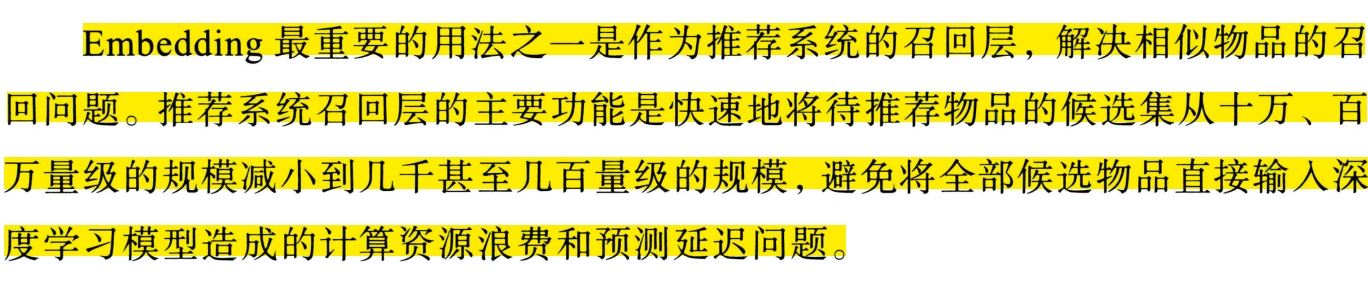 Embedding 最重要的用法之一是作为推荐系统的召回层，解决相似物品的召
回问题。推荐系统召回层的主要功能是快速地将待推荐物品的候选集从十万、百
万量级的规模减小到几千甚至几百量级的规模，避免将全部候选物品直接输入深
度学习模型造成的计算资源浪费和预测延迟问题。